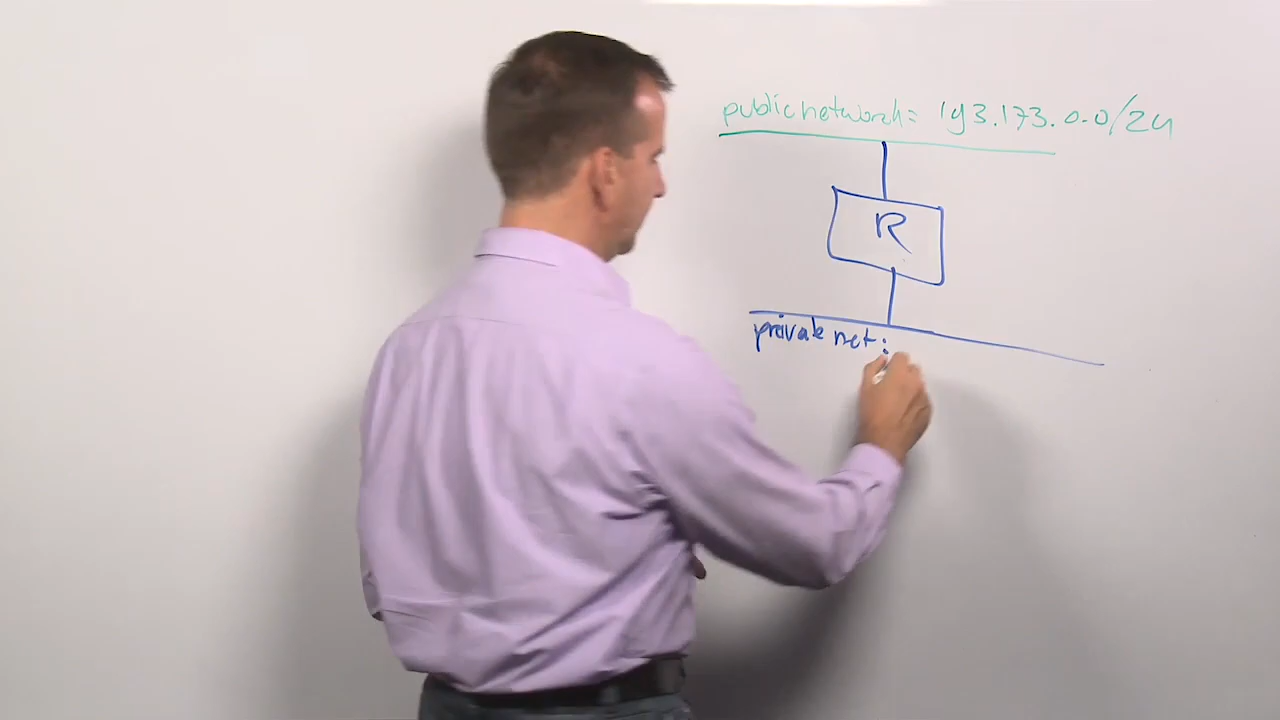 public network = 193.173.0.0/24
R
private net: